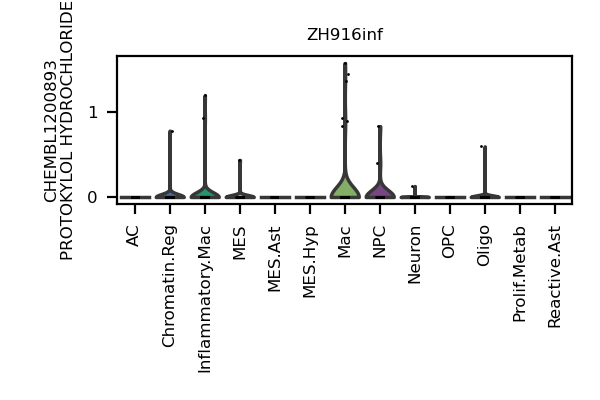 ZH916inf
CHEMBL1200893
PROTOKYLOL HYDROCHLORIDE
1
0
AC
Chromatin.Reg
Inflammatory.Mac
MES
MES.Ast
MES.Hyp
Mac
NPC
Neuron
OPC
Oligo
Prolif.Metab
Reactive.Ast